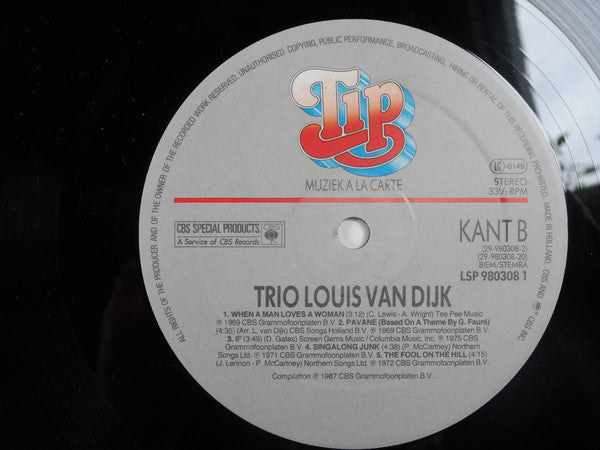 ALL RIGHTS OF THE PRODUCER AND OF THE OWNER OF THE RECORDED WORK RESERVED. UNAUTHORISED COPYING, PUBLIC PERFORMANCE, BROADCASTING, HIRING OR RENTAL OF THIS RECORDING PROHIBITED. MADE IN HOLLAND. CBS AND ARE CBS INC.
Tip
MUZIEK A LA CARTE
LC -0149
STEREO
33⅓ RPM
CBS SPECIAL PRODUCTS
A Service of CBS Records
CBS
KANT B
(29-980308-2)
(29-980308-20)
BIEM/STEMRA
LSP 980308 1
TRIO LOUIS VAN DIJK
1. WHEN A MAN LOVES A WOMAN (3:12) (C. Lewis - A. Wright) Tee Pee Music
℗ 1969 CBS Grammofoonplaten B.V. 2. PAVANE (Based On A Theme By G. Fauré)
(4:35) (Arr. L. van Dijk) CBS Songs Holland B.V. ℗ 1969 CBS Grammofoonplaten B.V.
3. IF (3:49) (D. Gates) Screen Gems Music / Columbia Music, Inc. ℗ 1975 CBS
Grammofoonplaten B.V. 4. SINGALONG JUNK (4:38) (P. McCartney) Northern
Songs Ltd. ℗ 1971 CBS Grammofoonplaten B.V. 5. THE FOOL ON THE HILL (4:15)
(J. Lennon - P. McCartney) Northern Songs Ltd. ℗ 1972 CBS Grammofoonplaten B.V.
Compilation ℗ 1987 CBS Grammofoonplaten B.V.